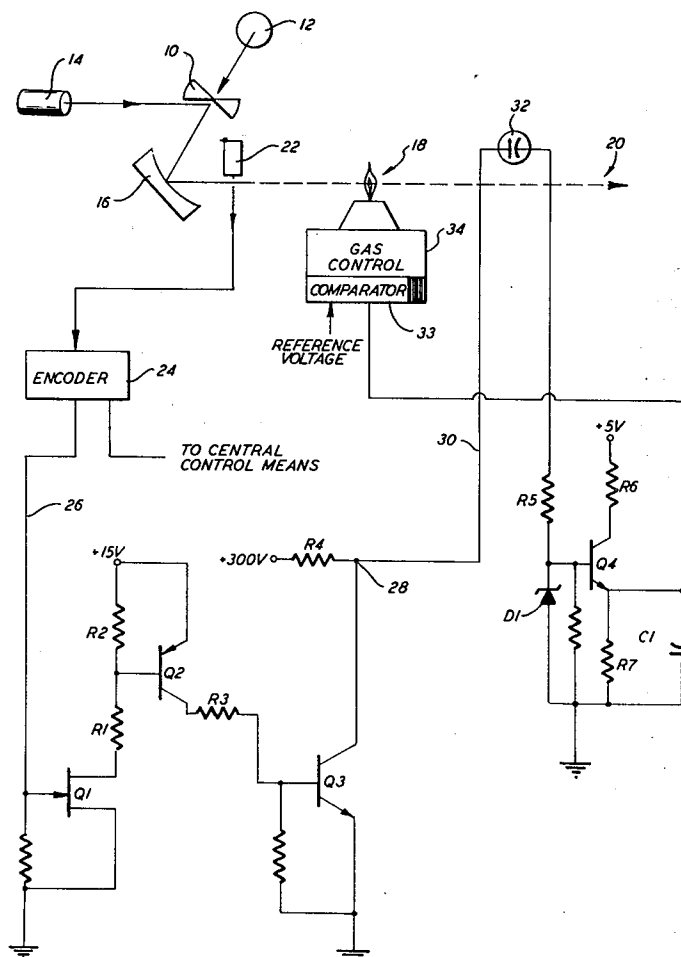 12
10
14
32
22
18
20
16
34
GAS
CONTROL
COMPARATOR
33
REFERENCE
VOLTAGE
ENCODER
24
+5V
TO CENTRAL
CONTROL MEANS
30
R6
R5
26
+15V
R4
+300V
28
Q4
R2
D1
C1
Q2
R7
R3
R1
Q1
Q3